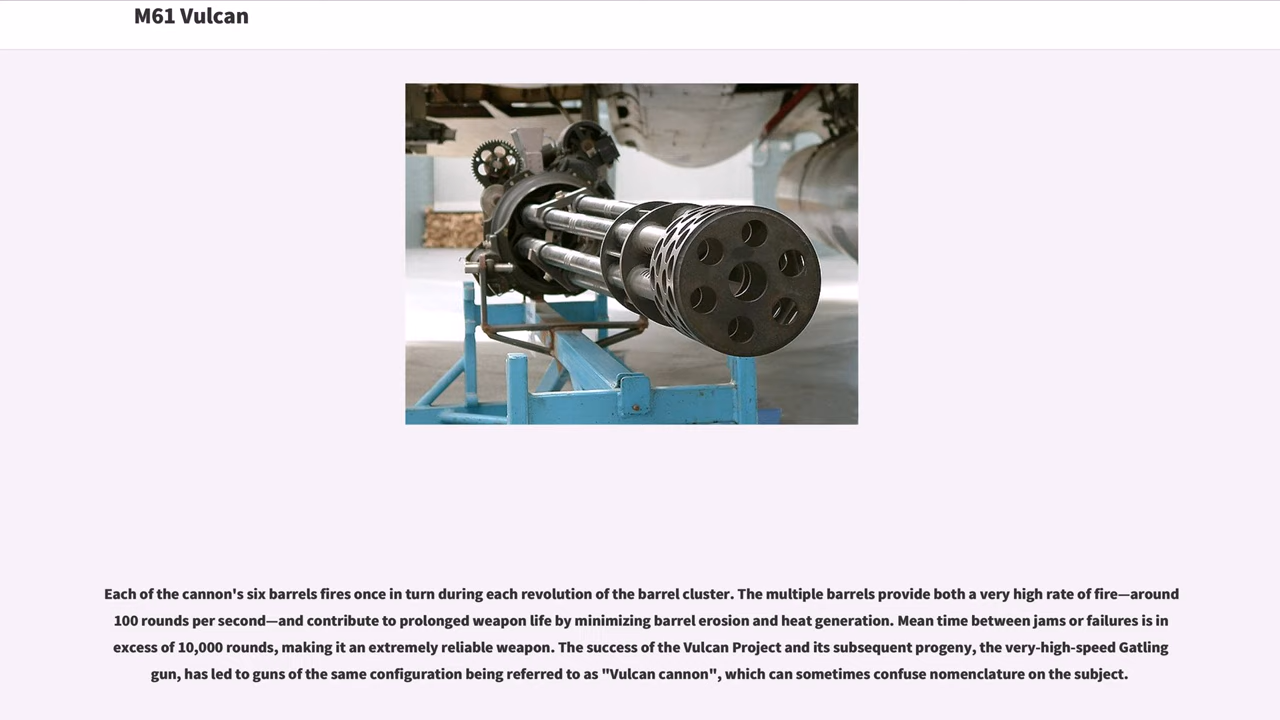 M61 Vulcan
Each of the cannon's six barrels fires once in turn during each revolution of the barrel cluster. The multiple barrels provide both a very high rate of fire—around
100 rounds per second—and contribute to prolonged weapon life by minimizing barrel erosion and heat generation. Mean time between jams or failures is in
excess of 10,000 rounds, making it an extremely reliable weapon. The success of the Vulcan Project and its subsequent progeny, the very-high-speed Gatling
gun, has led to guns of the same configuration being referred to as "Vulcan cannon", which can sometimes confuse nomenclature on the subject.